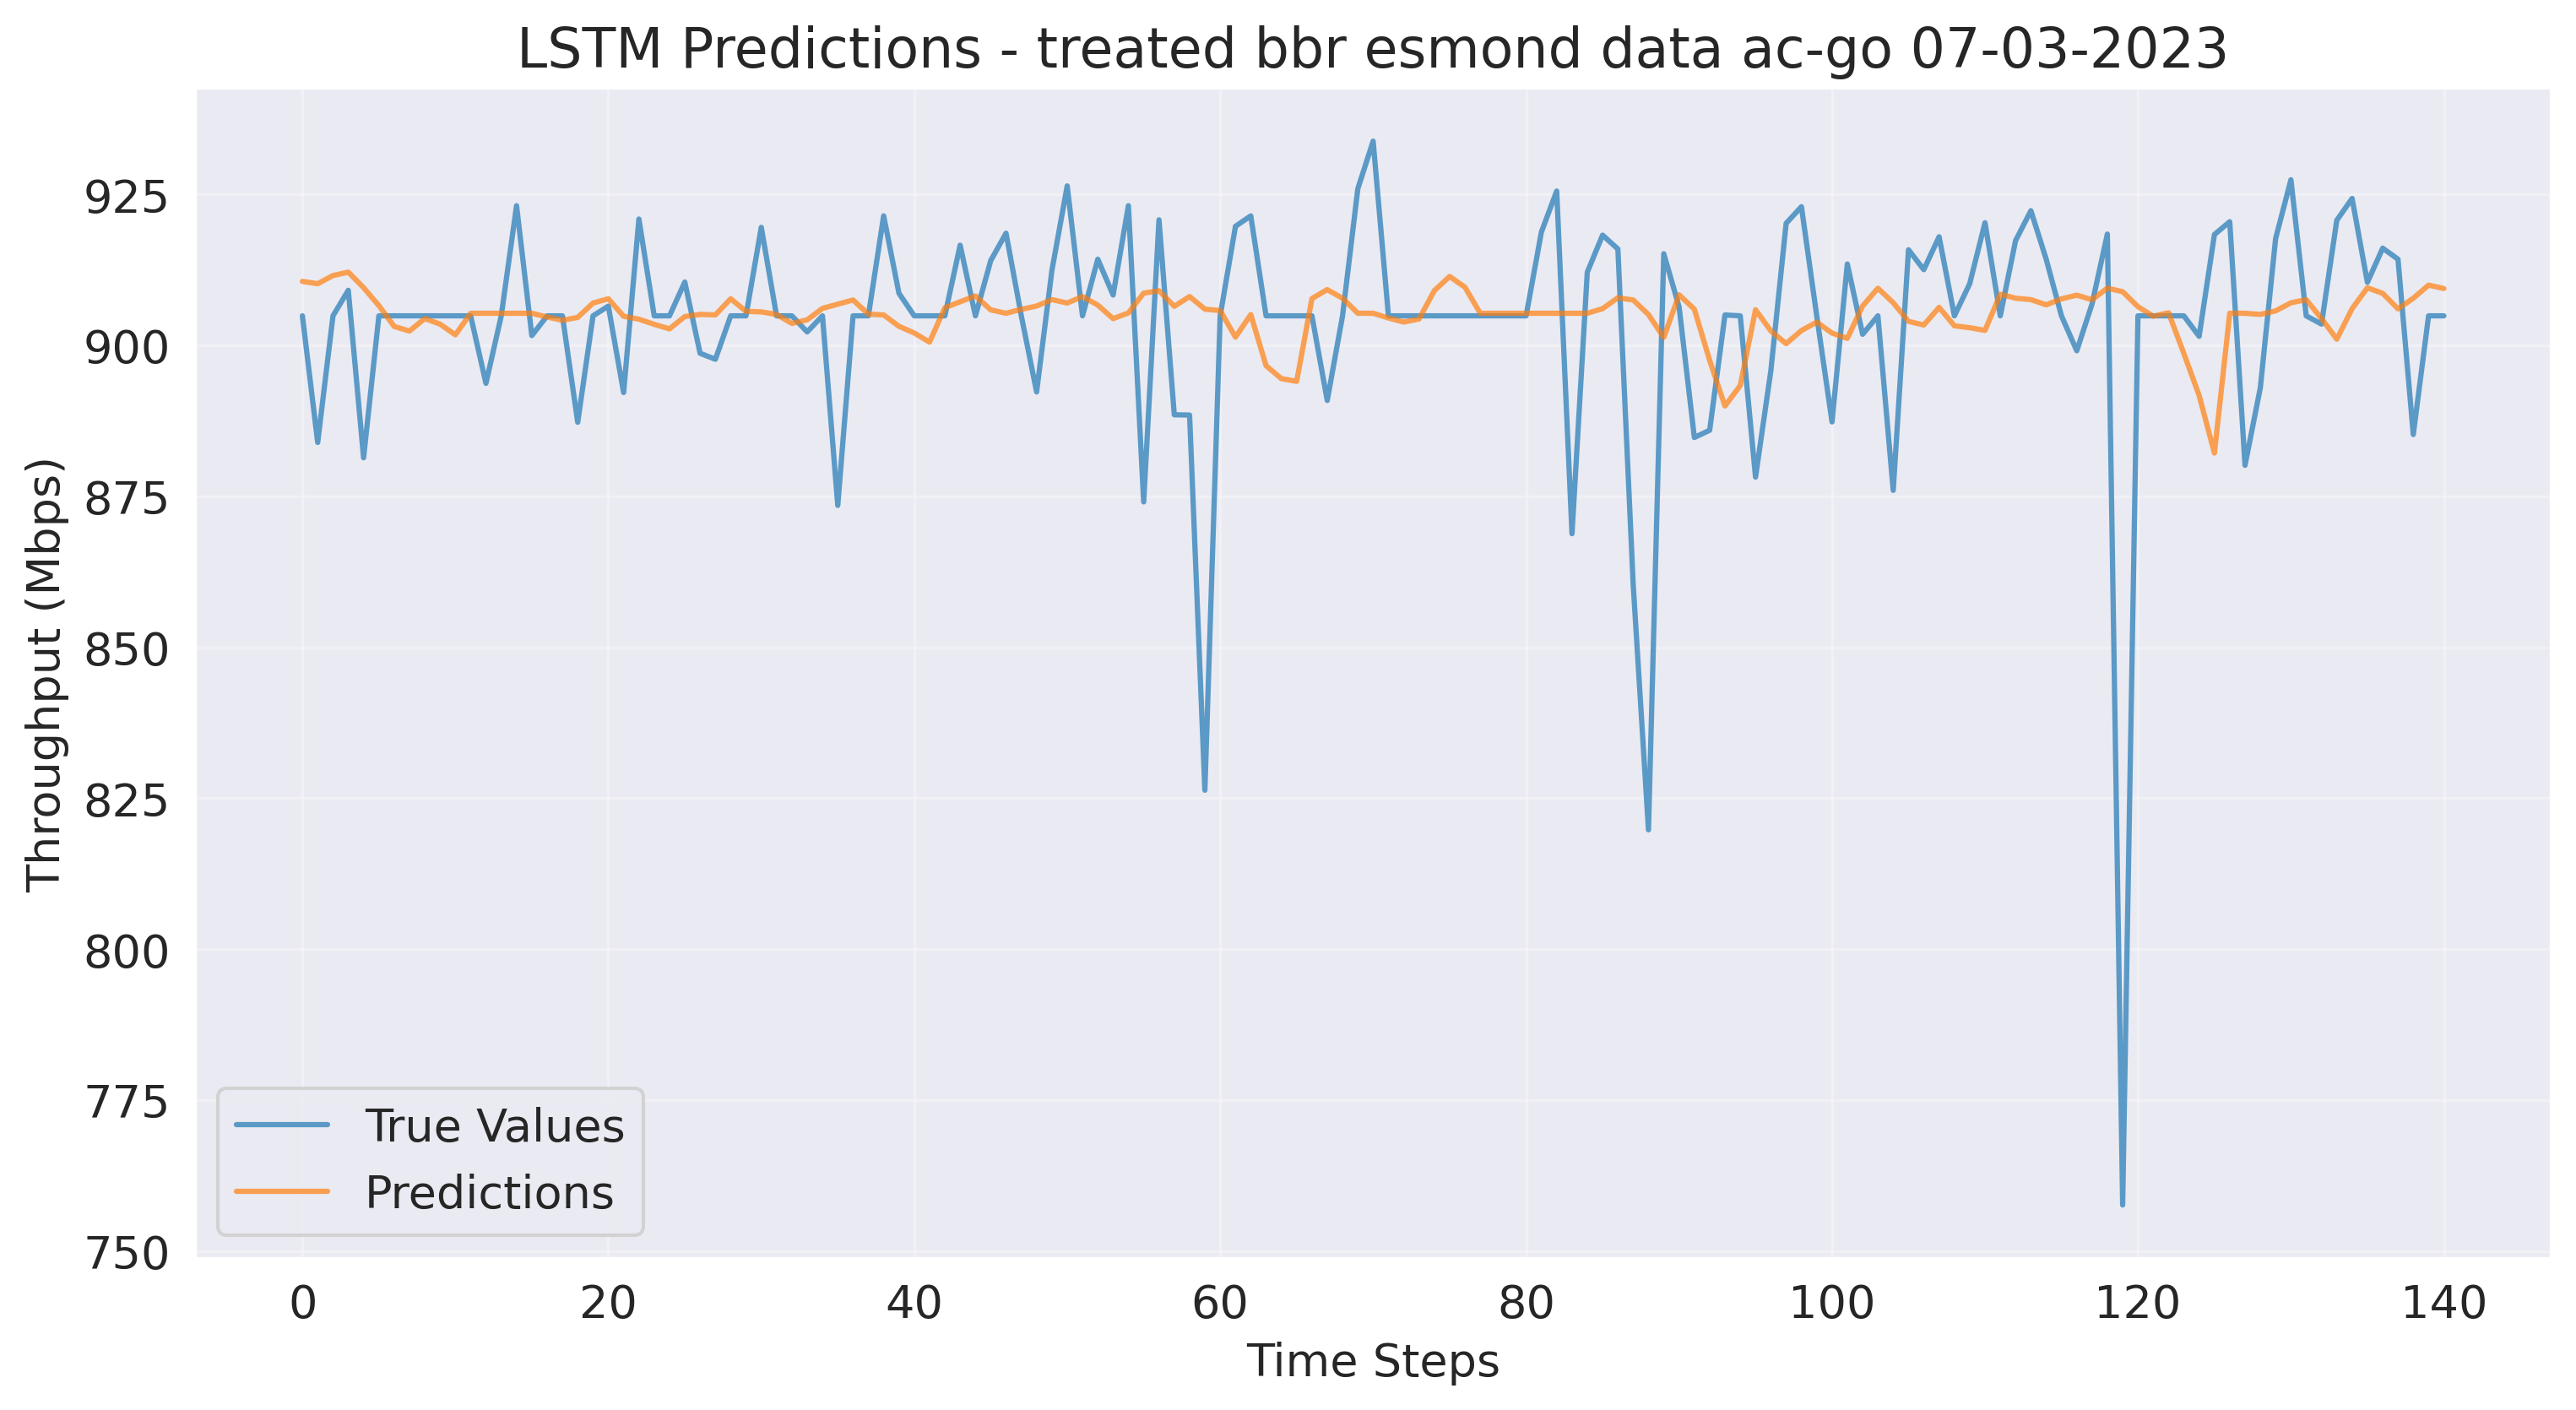 LSTM Predictions - treated bbr esmond data ac-go 07-03-2023
Throughput (Mbps)
925
900
875
850
825
800
775
750
True Values
Predictions
0 20 40 60 80 100 120 140
Time Steps